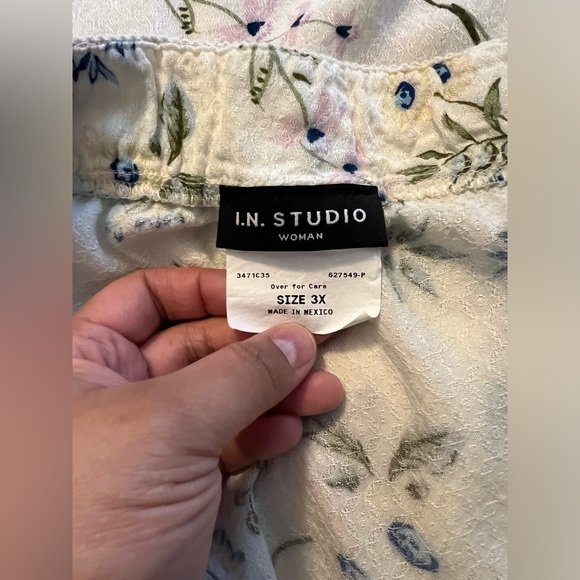 I.N. STUDIO
WOMAN
3471C35 627549-P
Over for Care
SIZE 3X
MADE IN MEXICO